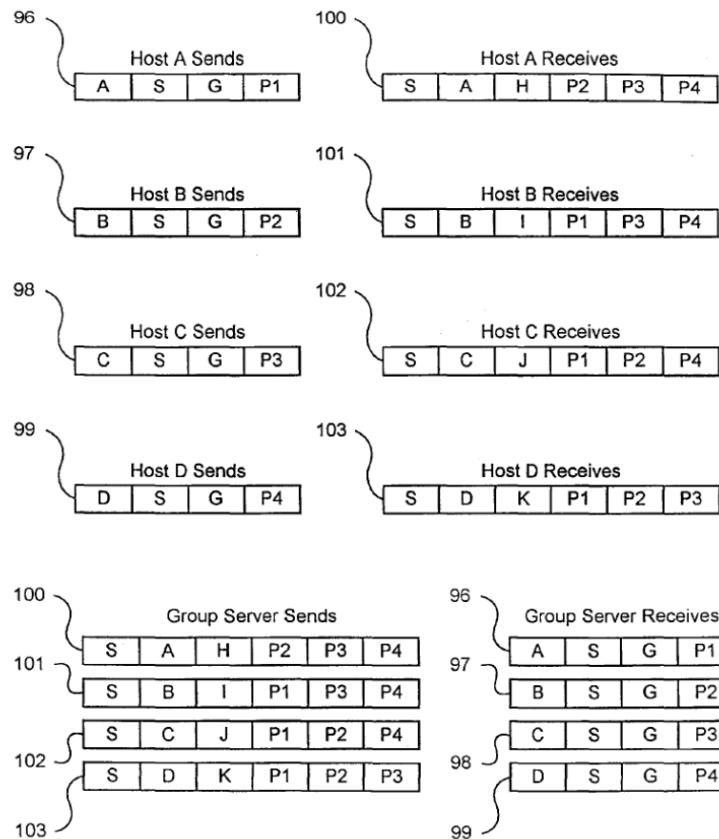 96 100
Host A Sends Host A Receives
A S G P1 S A H P2 P3 P4
97 101
Host B Sends Host B Receives
B S G P2 S B I P1 P3 P4
98 102
Host C Sends Host C Receives
C S G P3 S C J P1 P2 P4
99 103
Host D Sends Host D Receives
D S G P4 S D K P1 P2 P3
100 96
Group Server Sends Group Server Receives
S A H P2 P3 P4 A S G P1
101 97
S B I P1 P3 P4 B S G P2
S C J P1 P2 P4 C S G P3
102 98
S D K P1 P2 P3 D S G P4
103 99